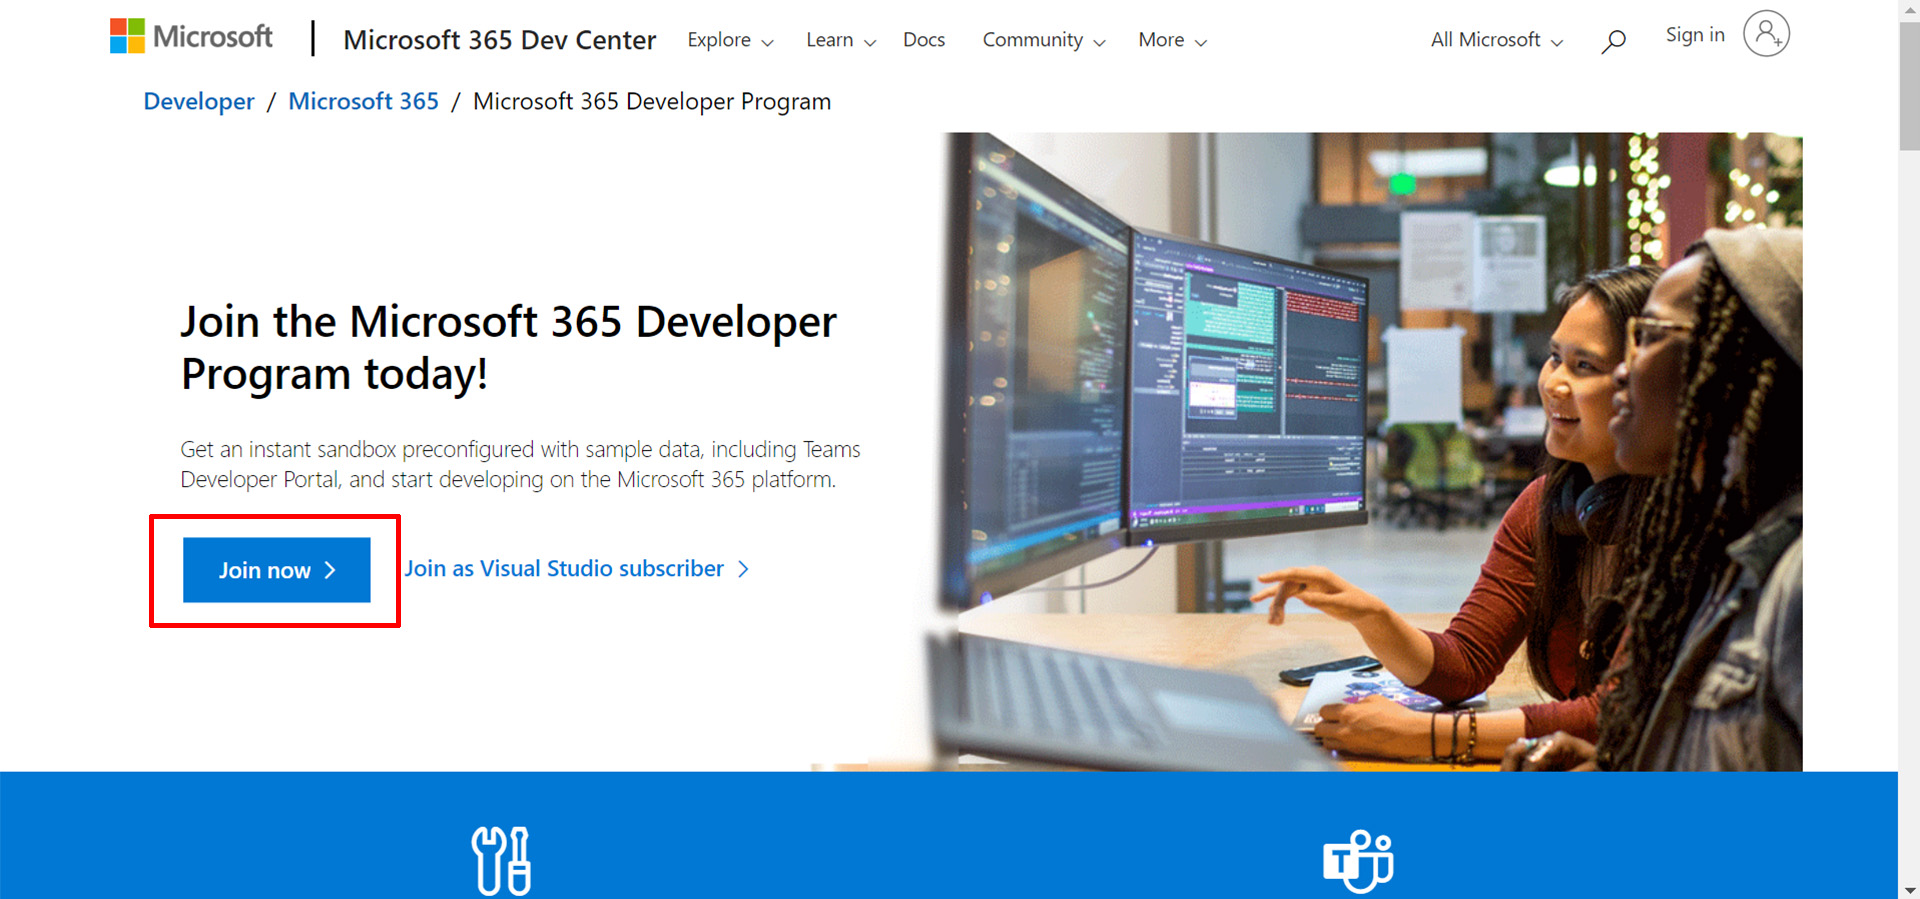 Microsoft
Microsoft 365 Dev Center
Explore
Learn
Docs
Community
More
All Microsoft
Sign in
Developer / Microsoft 365 / Microsoft 365 Developer Program
Join the Microsoft 365 Developer
Program today!
Get an instant sandbox preconfigured with sample data, including Teams
Developer Portal, and start developing on the Microsoft 365 platform.
Join now
Join as Visual Studio subscriber
T